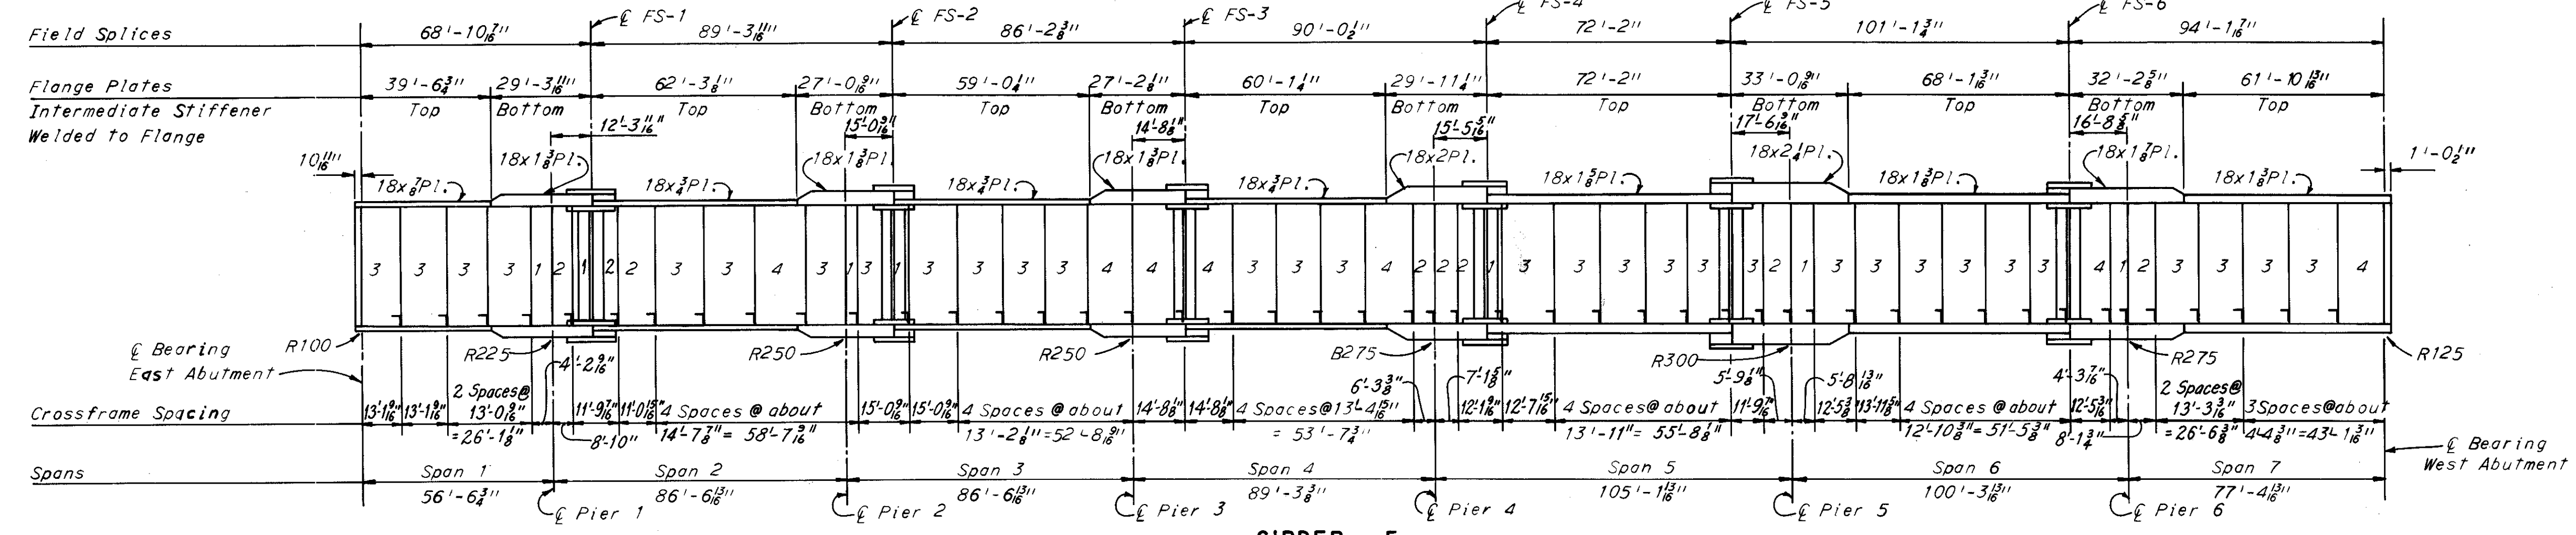 ℄ FS-1 ℄ FS-2 ℄ FS-3 ℄ FS-4 ℄ FS-5 ℄ FS-6
Field Splices 68'-10 7/16" 89'-3 11/16" 86'-2 3/8" 90'-0 1/2" 72'-2" 101'-1 3/4" 94'-1 7/16"
Flange Plates 39'-6 3/4" 29'-3 11/16" 62'-3 1/8" 27'-0 9/16" 59'-0 1/4" 27'-2 1/8" 60'-1 1/4" 29'-11 1/4" 72'-2" 33'-0 9/16" 68'-1 3/16" 32'-2 5/8" 61'-10 13/16"
Intermediate Stiffener Top Bottom Top Bottom Top Bottom Top Bottom Top Bottom Top Bottom Top
Welded to Flange 12'-3 11/16" 15'-0 9/16" 14'-8 1/8" 15'-5 5/16" 17'-6 9/16" 16'-8 5/8"
10 11/16" 18x1 3/8 Pl. 18x1 3/8 Pl. 18x1 3/8 Pl. 18x2 Pl. 18x2 1/4 Pl. 18x1 7/8 Pl. 1'-0 1/2"
18x 7/8 Pl. 18x 3/4 Pl. 18x 3/4 Pl. 18x 3/4 Pl. 18x1 5/8 Pl. 18x1 3/8 Pl. 18x1 3/8 Pl.
3 3 3 3 1 2 1 2 2 3 3 4 3 1 3 1 3 3 3 3 4 4 4 3 3 3 4 2 2 2 1 3 3 3 3 3 3 2 1 3 3 3 3 3 3 4 1 2 3 3 3 3 4
℄ Bearing
East Abutment
R100 R225 R250 R250 B275 R300 R275 R125
4'-2 9/16" 6'-3 3/8" 7'-1 5/8" 5'-9 1/8" 5'-8 13/16" 4'-3 7/16"
2 Spaces@ 2 Spaces@
Crossframe Spacing 13'-1 9/16" 13'-1 9/16" 13'-0 9/16" 11'-9 7/16" 11'-0 15/16" 4 Spaces @ about 15'-0 9/16" 15'-0 9/16" 4 Spaces @ about 14'-8 1/8" 14'-8 1/8" 4 Spaces@13'-4 15/16" 12'-1 9/16" 12'-7 15/16" 4 Spaces @ about 11'-9 7/16" 12'-5 3/8" 13'-11 5/8" 4 Spaces @ about 12'-5 3/16" 13'-3 3/16" 3Spaces@about
=26'-1 1/8" 8'-10" 14'-7 7/8"= 58'-7 9/16" 13'-2 1/8"=52'-8 9/16" = 53'-7 3/4" 13'-11"= 55'-8 1/8" 12'-10 3/8"=51'-5 3/8" 8'-1 3/4" =26'-6 3/8" 4'-4 3/8"=43'-1 3/16"
Spans Span 1 Span 2 Span 3 Span 4 Span 5 Span 6 Span 7
56'-6 3/4" 86'-6 13/16" 86'-6 13/16" 89'-3 3/8" 105'-1 13/16" 100'-3 13/16" 77'-4 13/16"
℄ Bearing
West Abutment
℄ Pier 1 ℄ Pier 2 ℄ Pier 3 ℄ Pier 4 ℄ Pier 5 ℄ Pier 6